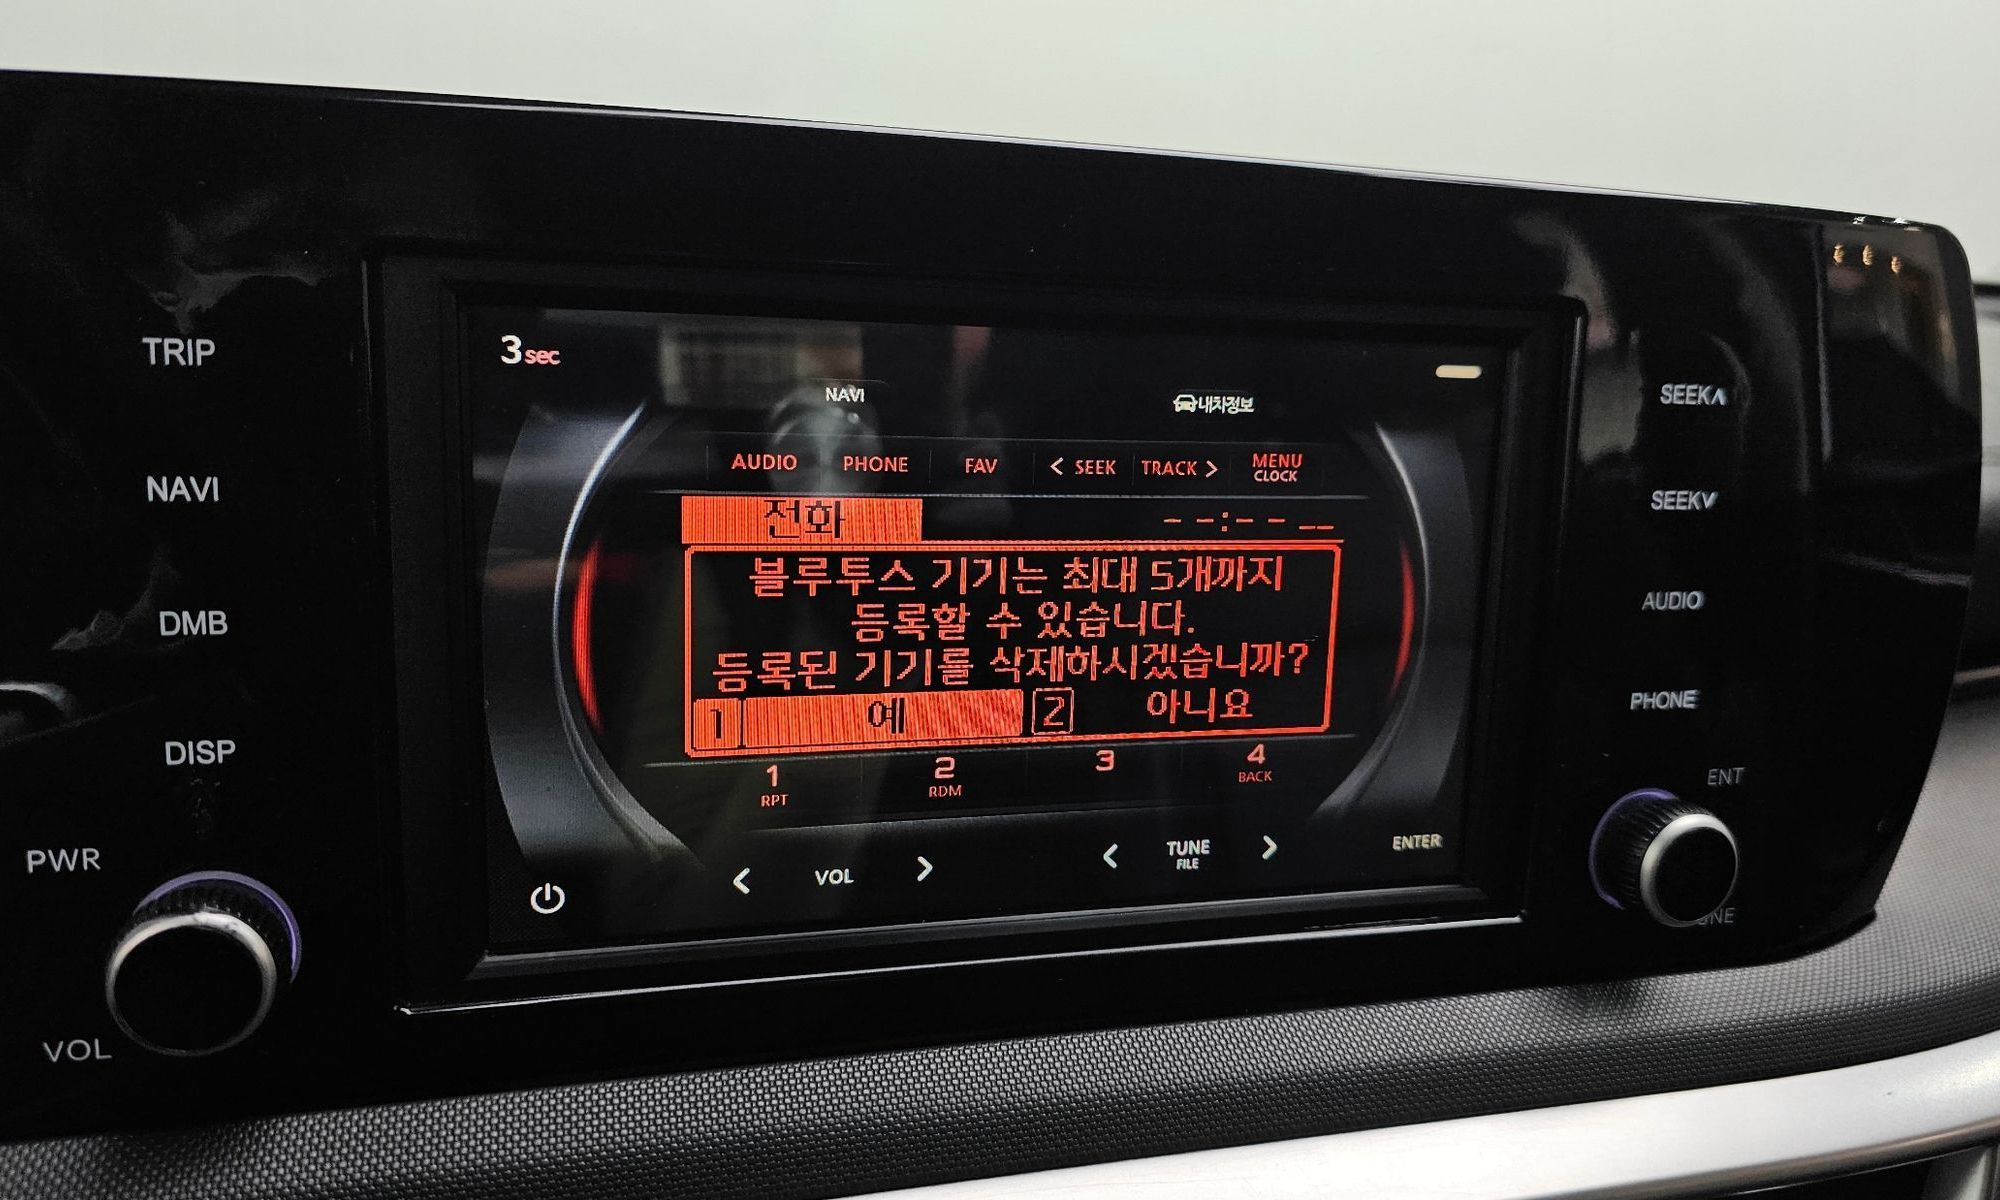 TRIP
NAVI
DMB
DISP
PWR
VOL
3 sec
NAVI
내차정보
AUDIO PHONE FAV < SEEK TRACK > MENU
CLOCK
전화 --:-- --
블루투스 기기는 최대 5개까지
등록할 수 있습니다.
등록된 기기를 삭제하시겠습니까?
1 예 2 아니요
1 2 3 4
RPT RDM BACK
< VOL > < TUNE >
FILE
ENTER
SEEK∧
SEEK∨
AUDIO
PHONE
ENT